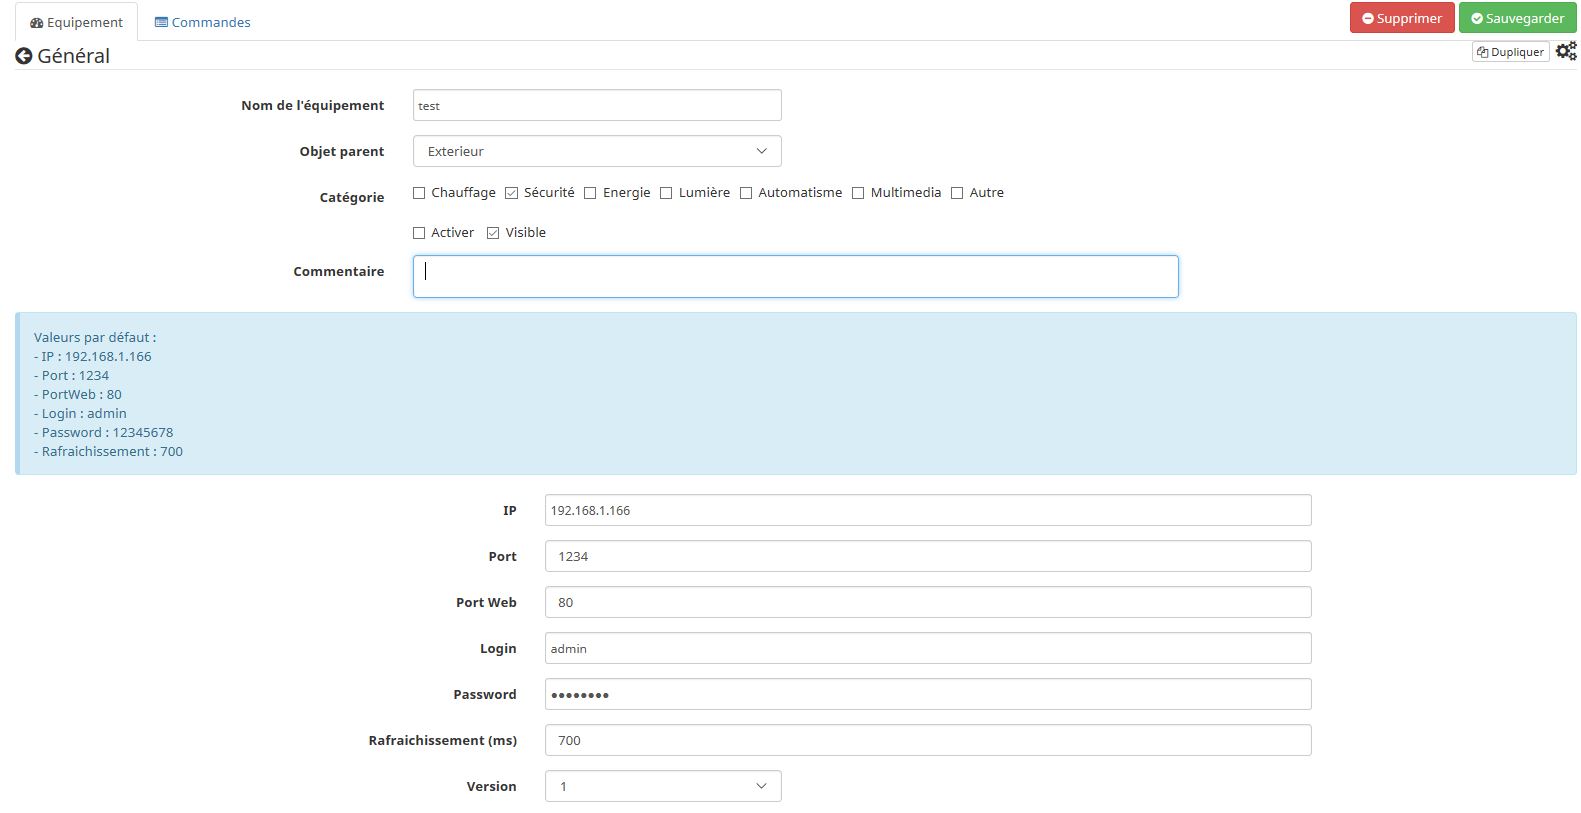 Equipement Commandes Supprimer Sauvegarder
Général Dupliquer
Nom de l'équipement test
Objet parent Exterieur
Catégorie Chauffage Sécurité Energie Lumière Automatisme Multimedia Autre
Activer Visible
Commentaire
Valeurs par défaut :
- IP : 192.168.1.166
- Port : 1234
- PortWeb : 80
- Login : admin
- Password : 12345678
- Rafraichissement : 700
IP 192.168.1.166
Port 1234
Port Web 80
Login admin
Password ••••••••
Rafraichissement (ms) 700
Version 1